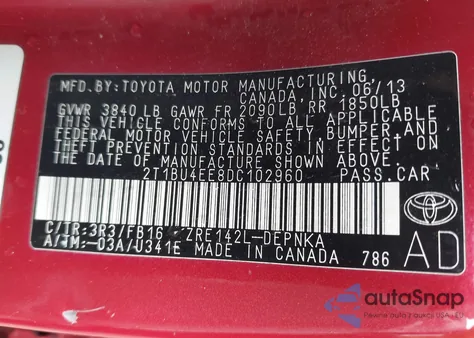 MFD.BY:TOYOTA MOTOR MANUFACTURING,
CANADA, INC. 06/13
GVWR 3840LB GAWR FR 2090LB RR 1850LB
THIS VEHICLE CONFORMS TO ALL APPLICABLE
FEDERAL MOTOR VEHICLE SAFETY, BUMPER, AND
THEFT PREVENTION STANDARDS IN EFFECT ON
THE DATE OF MANUFACTURE SHOWN ABOVE.
2T1BU4EE8DC102960 PASS.CAR
C/TR:3R3/FB16 ZRE142L-DEPNKA
A/TM:-03A/U341E MADE IN CANADA 786
TOYOTA
AD
autoSnap